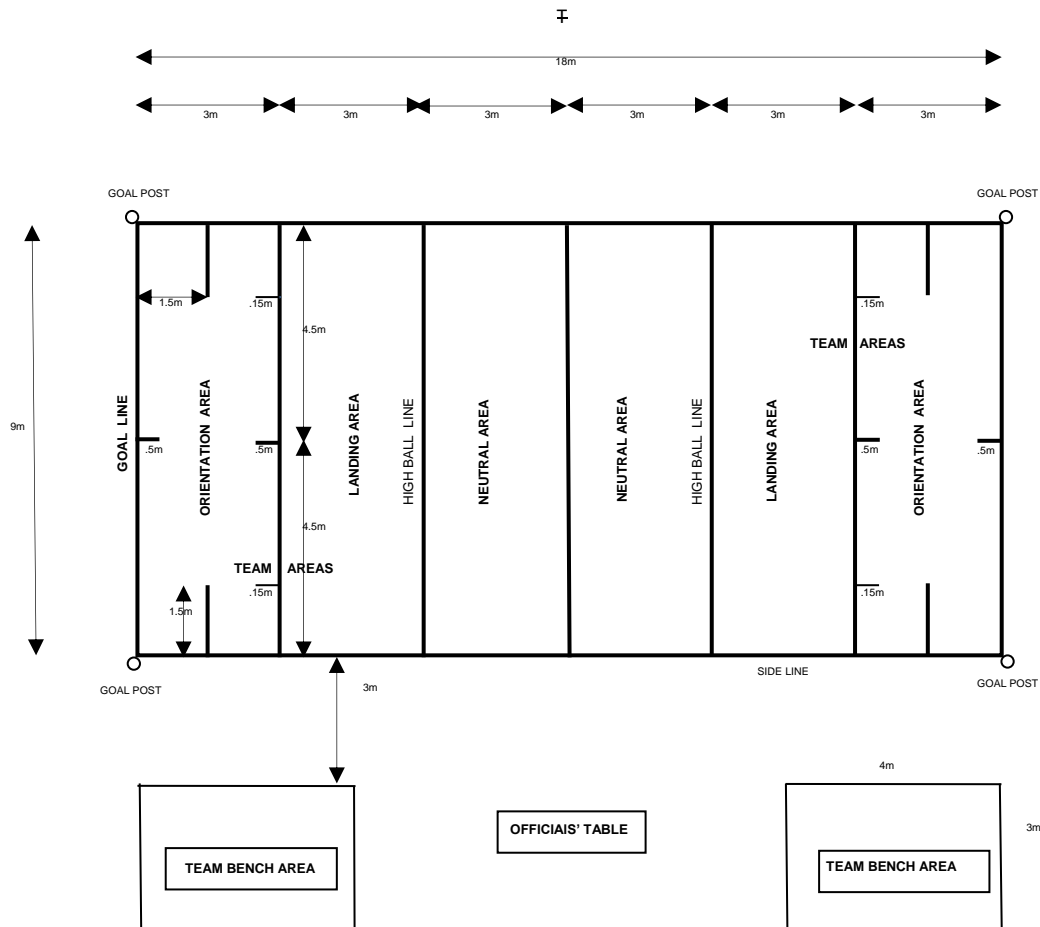 18m
3m 3m 3m 3m 3m 3m
GOAL POST GOAL POST
1.5m .15m .15m
4.5m
TEAM AREAS
9m
GOAL LINE
ORIENTATION AREA
LANDING AREA
HIGH BALL LINE
NEUTRAL AREA
NEUTRAL AREA
HIGH BALL LINE
LANDING AREA
ORIENTATION AREA
.5m .5m .5m .5m
4.5m
TEAM AREAS
.15m .15m
1.5m
SIDE LINE
GOAL POST 3m GOAL POST
4m
OFFICIAIS' TABLE 3m
TEAM BENCH AREA TEAM BENCH AREA